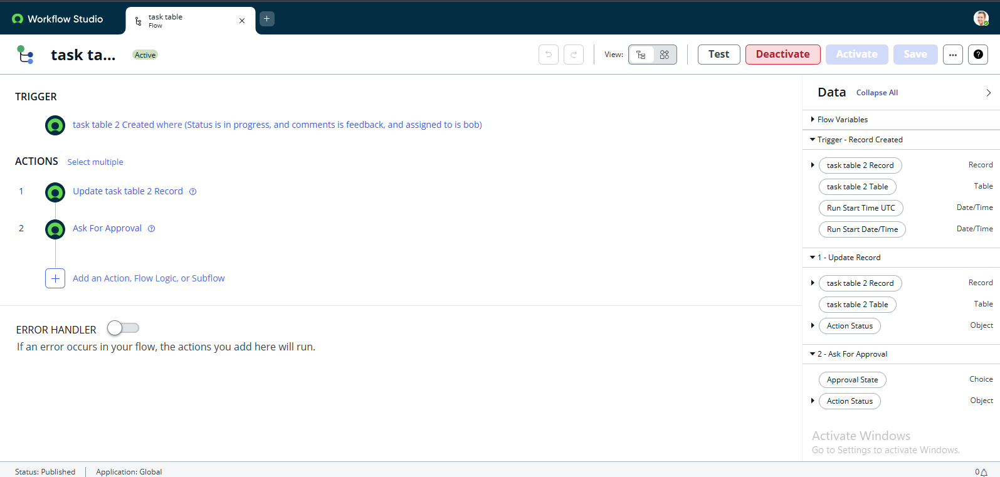 Workflow Studio
task table
Flow
task ta...
Active
View:
Test
Deactivate
Activate
Save
TRIGGER
task table 2 Created where (Status is in progress, and comments is feedback, and assigned to is bob)
ACTIONS
Select multiple
1
Update task table 2 Record
2
Ask For Approval
Add an Action, Flow Logic, or Subflow
ERROR HANDLER
If an error occurs in your flow, the actions you add here will run.
Data
Collapse All
Flow Variables
Trigger - Record Created
task table 2 Record Record
task table 2 Table Table
Run Start Time UTC Date/Time
Run Start Date/Time Date/Time
1 - Update Record
task table 2 Record Record
task table 2 Table Table
Action Status Object
2 - Ask For Approval
Approval State Choice
Action Status Object
Activate Windows
Go to Settings to activate Windows.
Status: Published
Application: Global
0